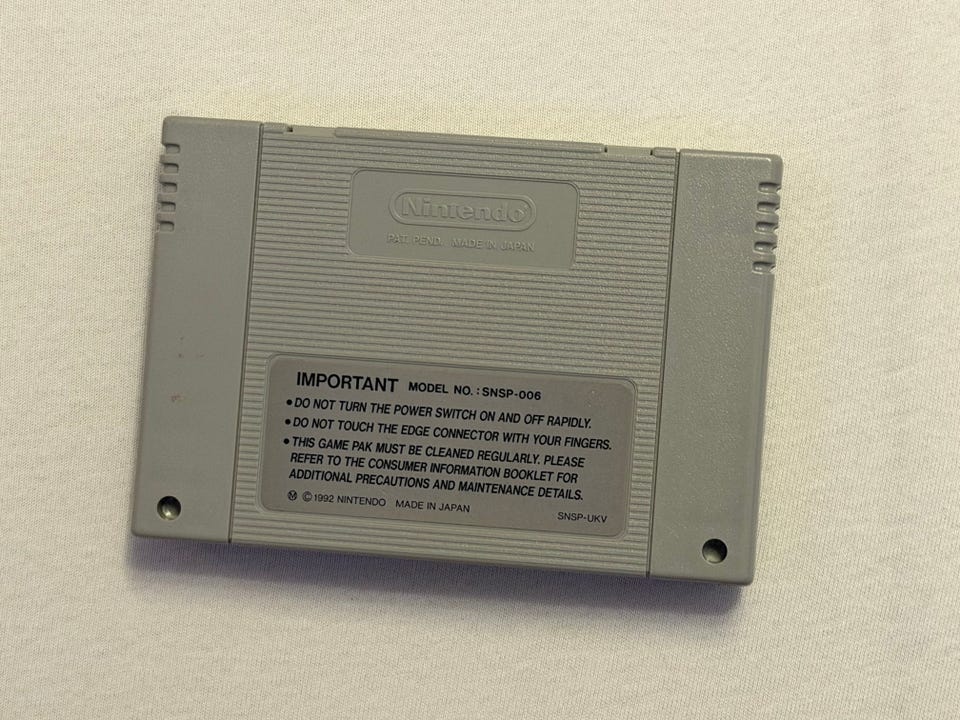 Nintendo
PAT. PEND. MADE IN JAPAN
IMPORTANT MODEL NO. : SNSP-006
•DO NOT TURN THE POWER SWITCH ON AND OFF RAPIDLY.
•DO NOT TOUCH THE EDGE CONNECTOR WITH YOUR FINGERS.
•THIS GAME PAK MUST BE CLEANED REGULARLY. PLEASE
REFER TO THE CONSUMER INFORMATION BOOKLET FOR
ADDITIONAL PRECAUTIONS AND MAINTENANCE DETAILS.
Ⓜ ©1992 NINTENDO MADE IN JAPAN
SNSP-UKV